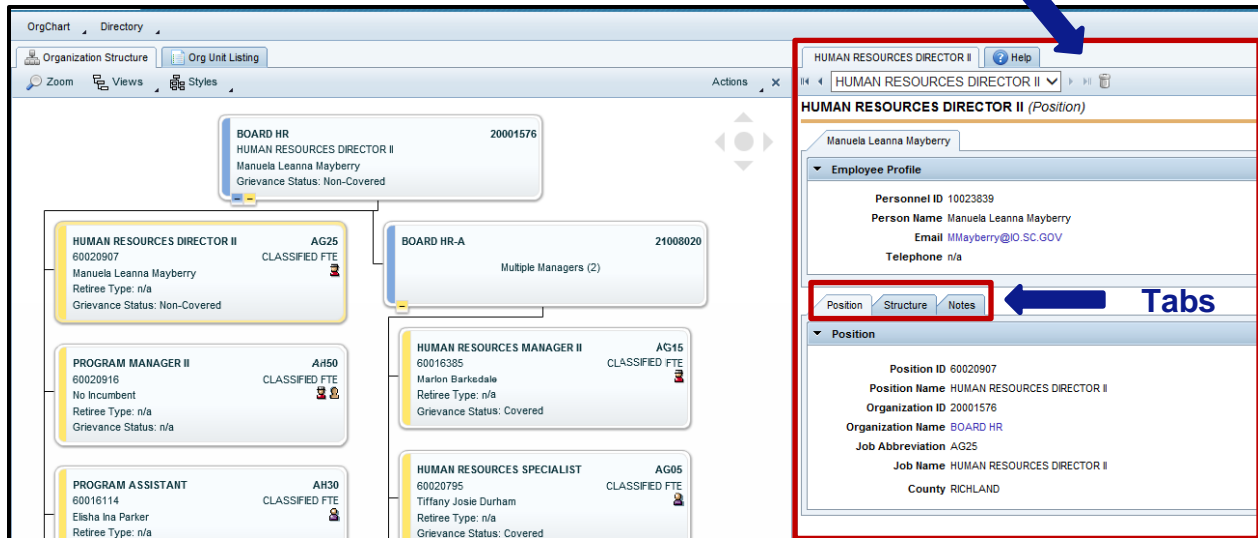 OrgChart Directory
Organization Structure Org Unit Listing
Zoom Views Styles Actions x
BOARD HR 20001576
HUMAN RESOURCES DIRECTOR II
Manuela Leanna Mayberry
Grievance Status: Non-Covered
HUMAN RESOURCES DIRECTOR II AG25
60020907 CLASSIFIED FTE
Manuela Leanna Mayberry
Retiree Type: n/a
Grievance Status: Non-Covered
BOARD HR-A 21008020
Multiple Managers (2)
PROGRAM MANAGER II AH50
60020916 CLASSIFIED FTE
No Incumbent
Retiree Type: n/a
Grievance Status: n/a
HUMAN RESOURCES MANAGER II AG15
60016385 CLASSIFIED FTE
Marlon Barksdale
Retiree Type: n/a
Grievance Status: Covered
PROGRAM ASSISTANT AH30
60016114 CLASSIFIED FTE
Elisha Ina Parker
Retiree Type: n/a
HUMAN RESOURCES SPECIALIST AG05
60020795 CLASSIFIED FTE
Tiffany Josie Durham
Retiree Type: n/a
Grievance Status: Covered
HUMAN RESOURCES DIRECTOR II Help
HUMAN RESOURCES DIRECTOR II
HUMAN RESOURCES DIRECTOR II (Position)
Manuela Leanna Mayberry
Employee Profile
Personnel ID 10023839
Person Name Manuela Leanna Mayberry
Email MMayberry@IO.SC.GOV
Telephone n/a
Position Structure Notes
Tabs
Position
Position ID 60020907
Position Name HUMAN RESOURCES DIRECTOR II
Organization ID 20001576
Organization Name BOARD HR
Job Abbreviation AG25
Job Name HUMAN RESOURCES DIRECTOR II
County RICHLAND